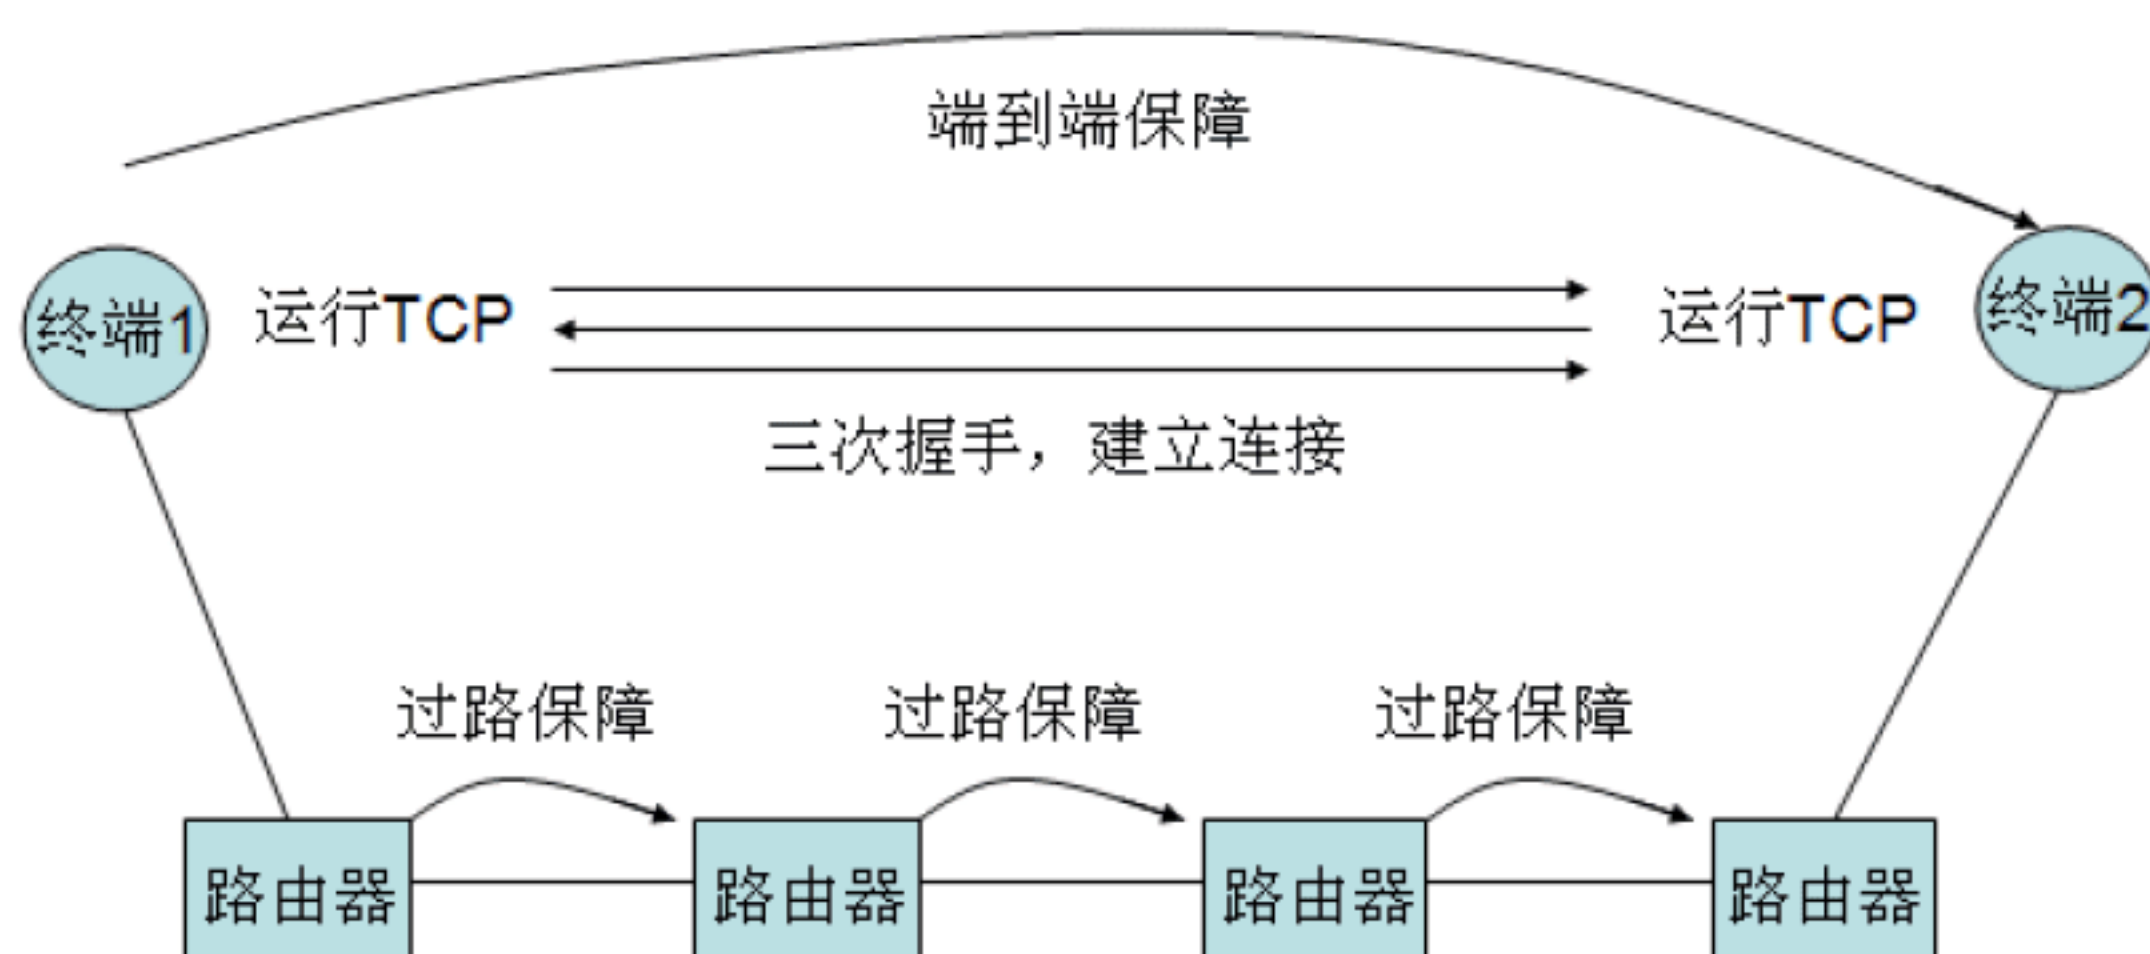 端到端保障
终端1
运行TCP
运行TCP
终端2
三次握手，建立连接
过路保障
过路保障
过路保障
路由器
路由器
路由器
路由器